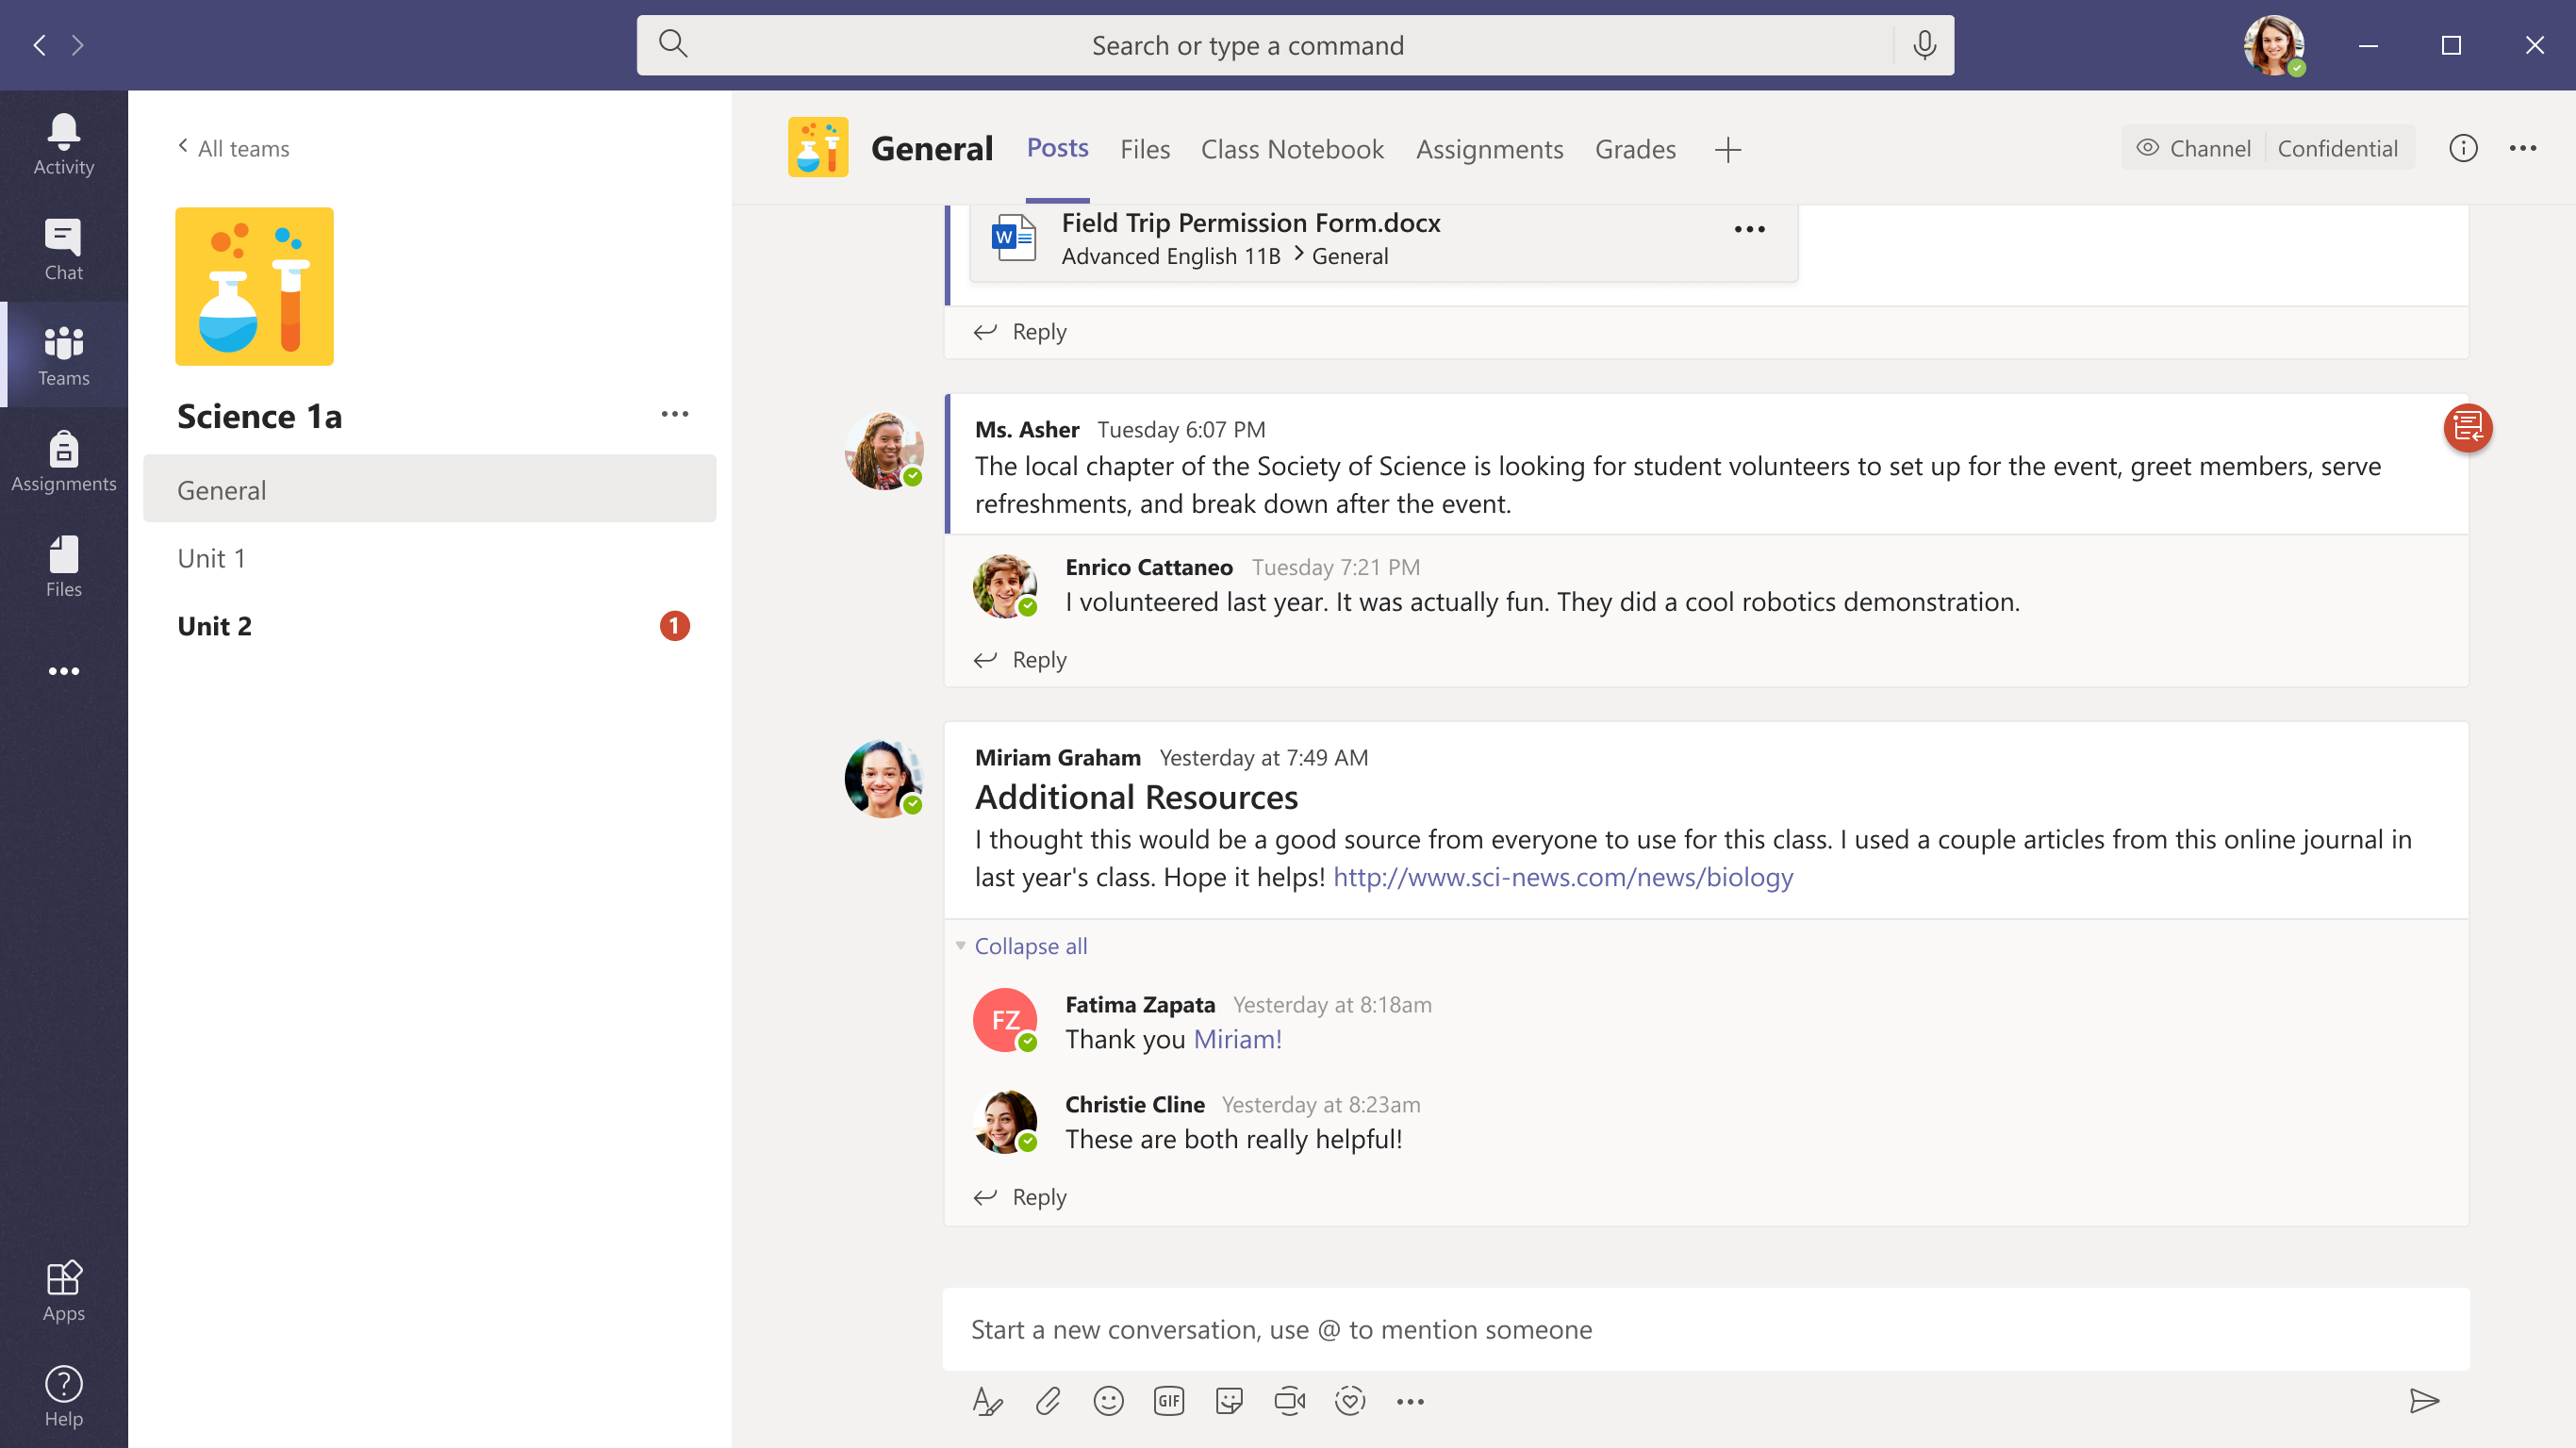 Search or type a command
Activity
Chat
Teams
Assignments
Files
Apps
Help
All teams
Science 1a
General
Unit 1
Unit 2
1
General
Posts
Files
Class Notebook
Assignments
Grades
Channel
Confidential
W
Field Trip Permission Form.docx
Advanced English 11B > General
Reply
Ms. Asher Tuesday 6:07 PM
The local chapter of the Society of Science is looking for student volunteers to set up for the event, greet members, serve
refreshments, and break down after the event.
Enrico Cattaneo Tuesday 7:21 PM
I volunteered last year. It was actually fun. They did a cool robotics demonstration.
Reply
Miriam Graham Yesterday at 7:49 AM
Additional Resources
I thought this would be a good source from everyone to use for this class. I used a couple articles from this online journal in
last year's class. Hope it helps! http://www.sci-news.com/news/biology
Collapse all
FZ
Fatima Zapata Yesterday at 8:18am
Thank you Miriam!
Christie Cline Yesterday at 8:23am
These are both really helpful!
Reply
Start a new conversation, use @ to mention someone
GIF